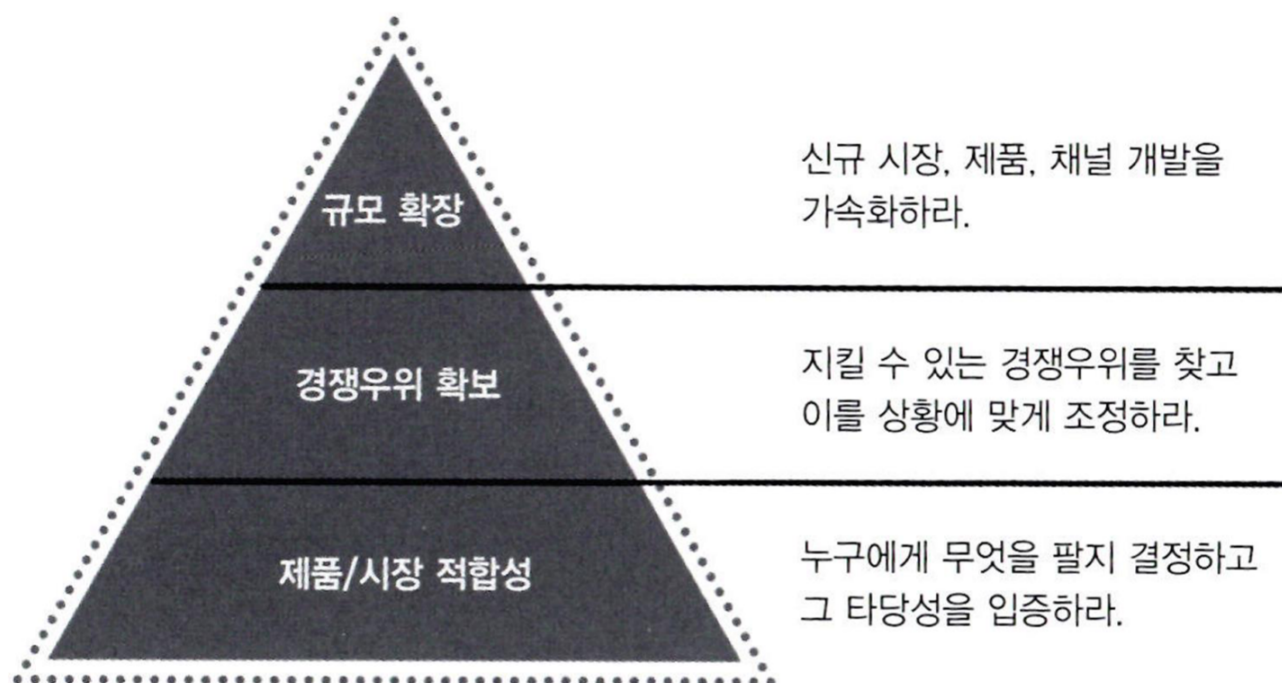 규모 확장
신규 시장, 제품, 채널 개발을
가속화하라.
경쟁우위 확보
지킬 수 있는 경쟁우위를 찾고
이를 상황에 맞게 조정하라.
제품/시장 적합성
누구에게 무엇을 팔지 결정하고
그 타당성을 입증하라.